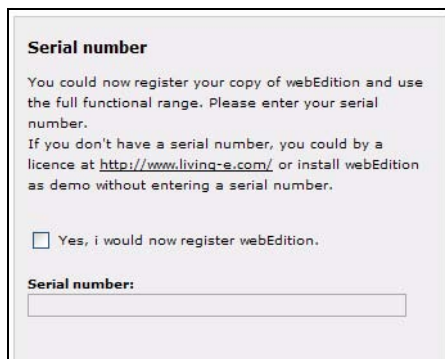 Serial number
You could now register your copy of webEdition and use
the full functional range. Please enter your serial
number.
If you don't have a serial number, you could by a
licence at http://www.living-e.com/ or install webEdition
as demo without entering a serial number.
Yes, i would now register webEdition.
Serial number: